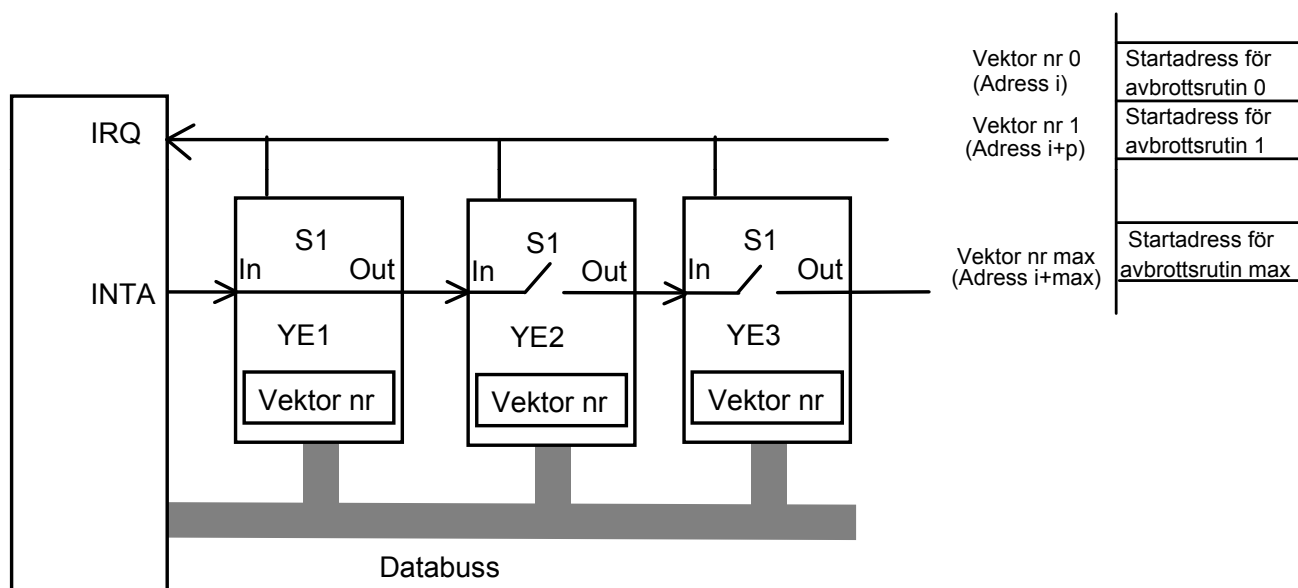 IRQ
INTA
S1
In
Out
YE1
Vektor nr
S1
In
Out
YE2
Vektor nr
S1
In
Out
YE3
Vektor nr
Databuss
Vektor nr 0
(Adress i)
Startadress för
avbrottsrutin 0
Vektor nr 1
(Adress i+p)
Startadress för
avbrottsrutin 1
Vektor nr max
(Adress i+max)
Startadress för
avbrottsrutin max